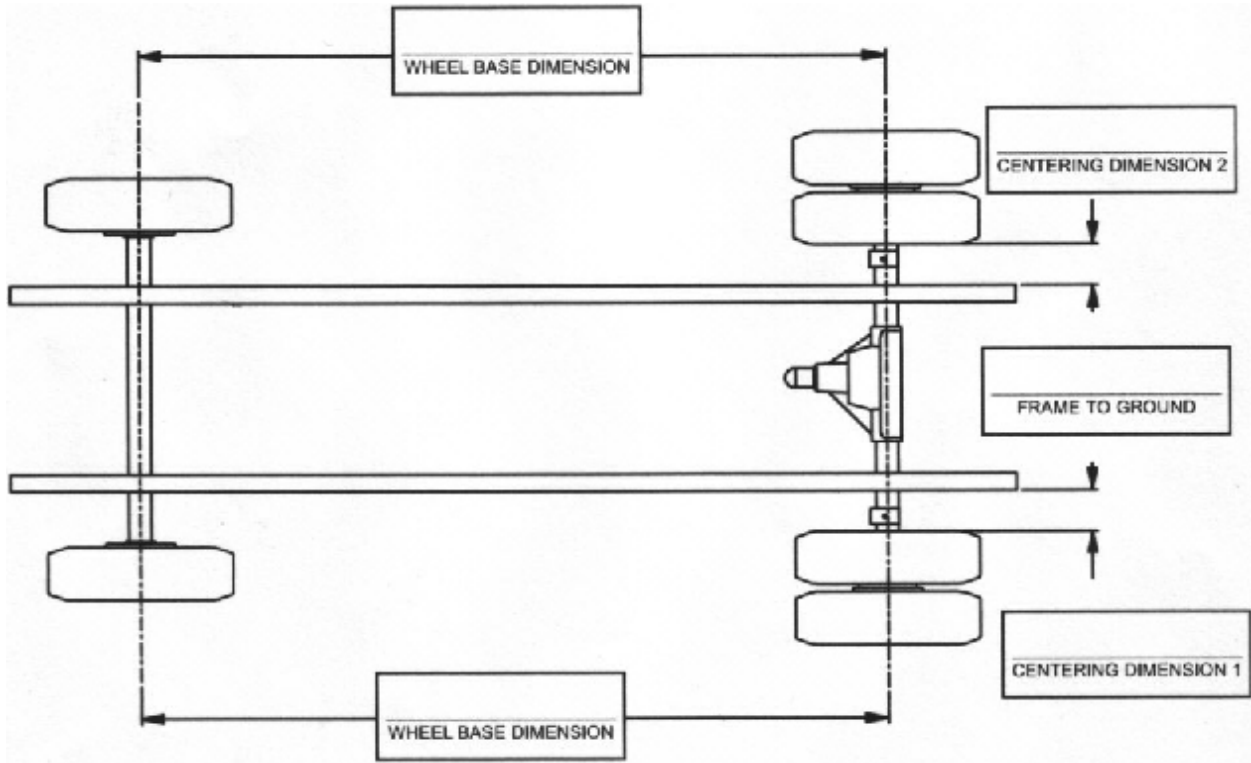 WHEEL BASE DIMENSION
CENTERING DIMENSION 2
FRAME TO GROUND
CENTERING DIMENSION 1
WHEEL BASE DIMENSION